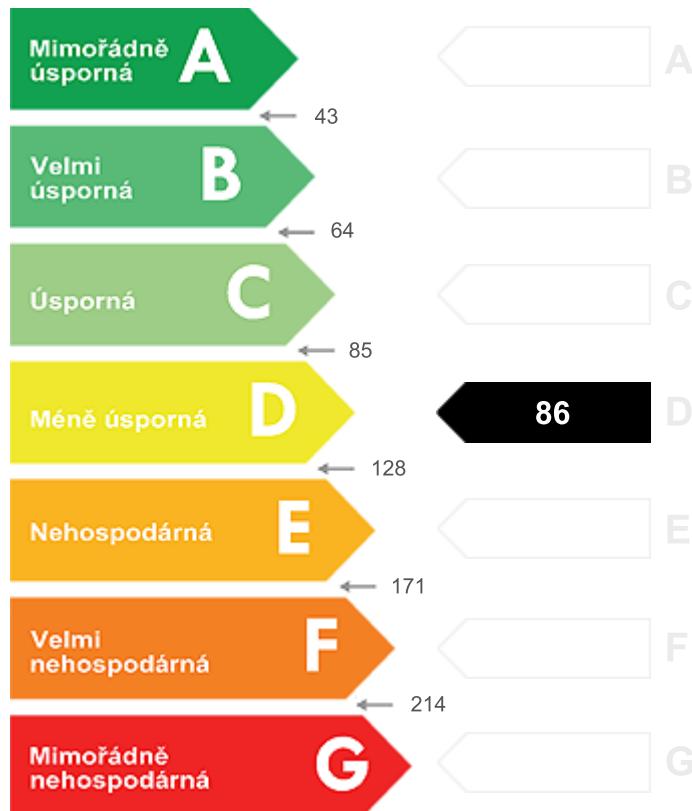 Mimořádně
úsporná
A
A
43
Velmi
úsporná
B
B
64
Úsporná
C
C
85
Méně úsporná
D
86
D
128
Nehospodárná
E
E
171
Velmi
nehospodárná
F
F
214
Mimořádně
nehospodárná
G
G